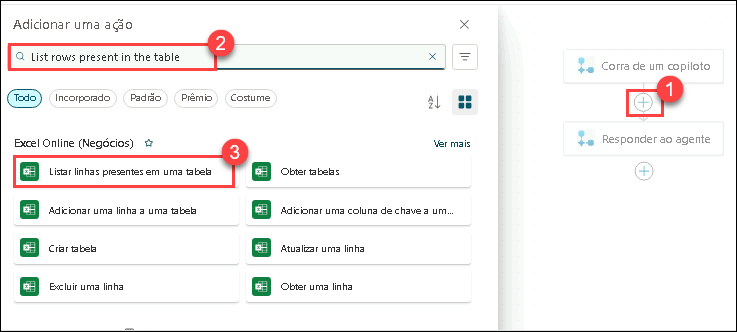 Adicionar uma ação
2
List rows present in the table
Todo
Incorporado
Padrão
Prêmio
Costume
A
Z
Excel Online (Negócios)
Ver mais
3
Listar linhas presentes em uma tabela
Obter tabelas
Adicionar uma linha a uma tabela
Adicionar uma coluna de chave a um...
Criar tabela
Atualizar uma linha
Excluir uma linha
Obter uma linha
Corra de um copiloto
1
Responder ao agente